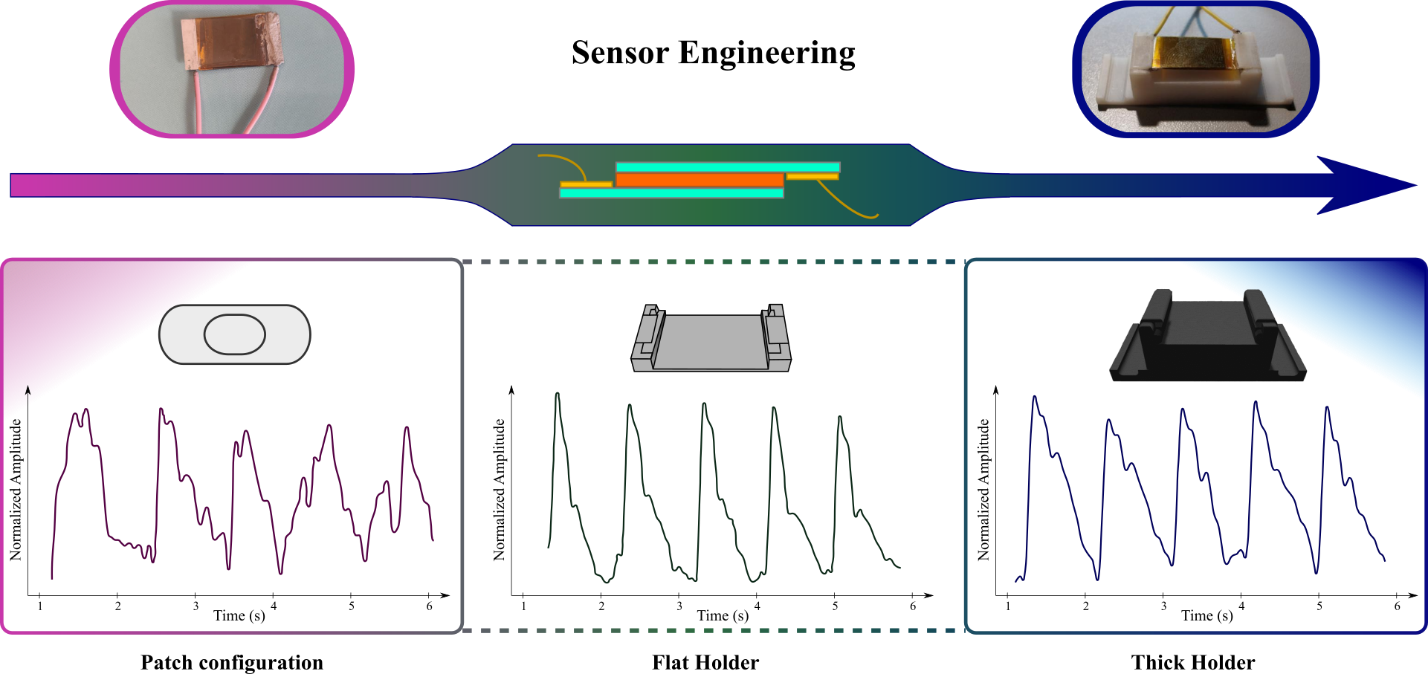 Sensor Engineering
Normalized Amplitude
1 2 3 4 5 6
Time (s)
Normalized Amplitude
1 2 3 4 5 6
Time (s)
Normalized Amplitude
1 2 3 4 5 6
Time (s)
Patch configuration
Flat Holder
Thick Holder